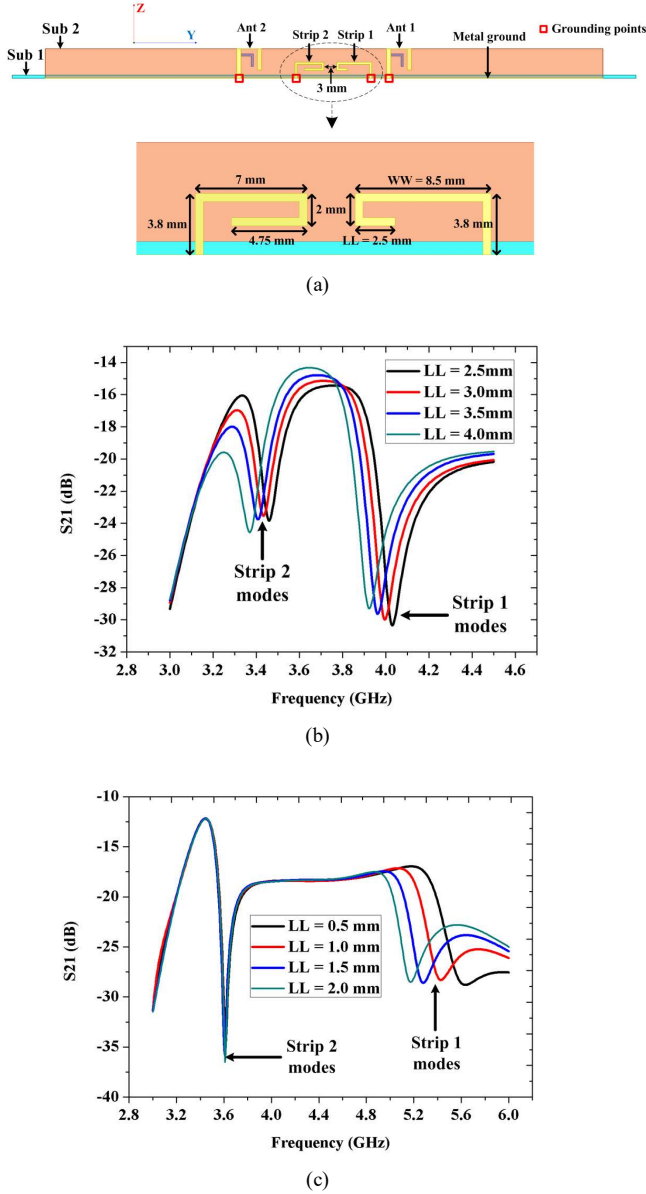 Z
Y
Sub 2
Sub 1
Ant 2
Strip 2
Strip 1
Ant 1
Grounding points
Metal ground
3 mm
7 mm
WW = 8.5 mm
3.8 mm
2 mm
3.8 mm
4.75 mm
LL = 2.5 mm
(a)
-14
-16
-18
-20
-22
-24
-26
-28
-30
-32
S21 (dB)
LL = 2.5mm
LL = 3.0mm
LL = 3.5mm
LL = 4.0mm
Strip 2
modes
Strip 1
modes
2.8 3.0 3.2 3.4 3.6 3.8 4.0 4.2 4.4 4.6
Frequency (GHz)
(b)
-10
-15
-20
-25
-30
-35
-40
S21 (dB)
LL = 0.5 mm
LL = 1.0 mm
LL = 1.5 mm
LL = 2.0 mm
Strip 2
modes
Strip 1
modes
2.8 3.2 3.6 4.0 4.4 4.8 5.2 5.6 6.0
Frequency (GHz)
(c)